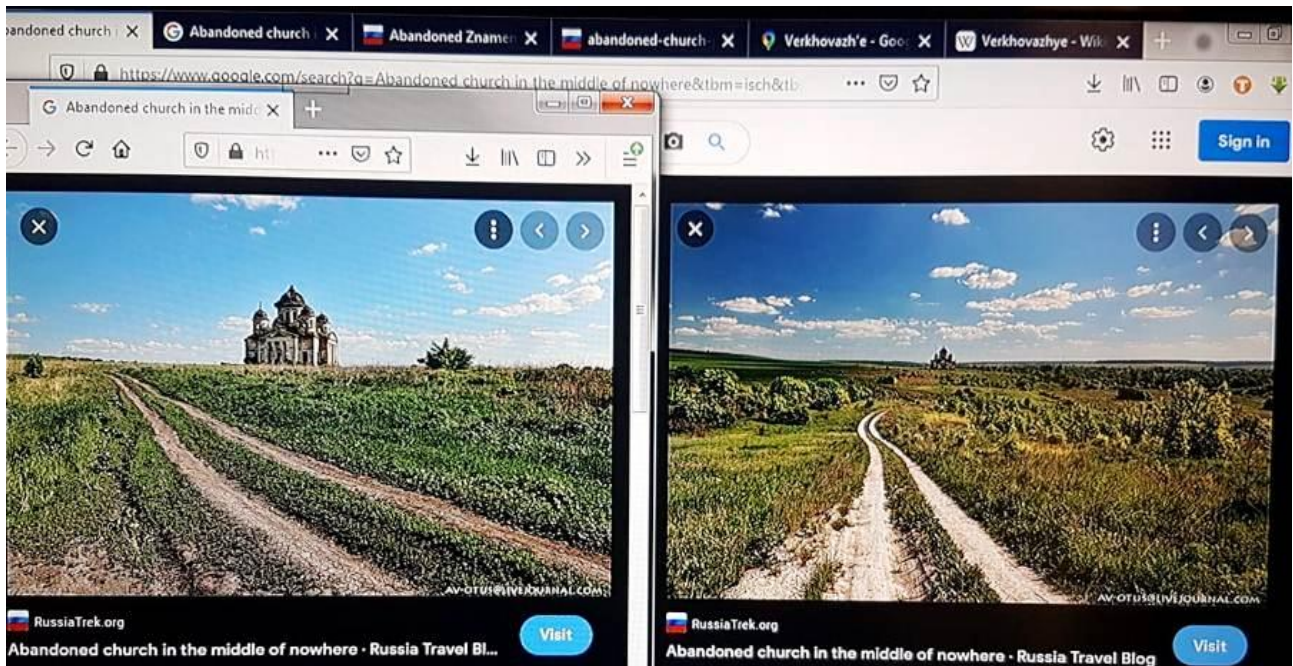 andoned church
Abandoned church
Abandoned Znamen
abandoned-church-
Verkhovazh'e - Goo
Verkhovazhye - Wik
https://www.google.com/search?q=Abandoned church in the middle of nowhere&tbm=isch&tb
G Abandoned church in the midd
htt
Sign in
AV-OTUS@LIVEJOURNAL.COM
AV-OTUS@LIVEJOURNAL.COM
RussiaTrek.org
Abandoned church in the middle of nowhere · Russia Travel Bl...
Visit
RussiaTrek.org
Abandoned church in the middle of nowhere · Russia Travel Blog
Visit